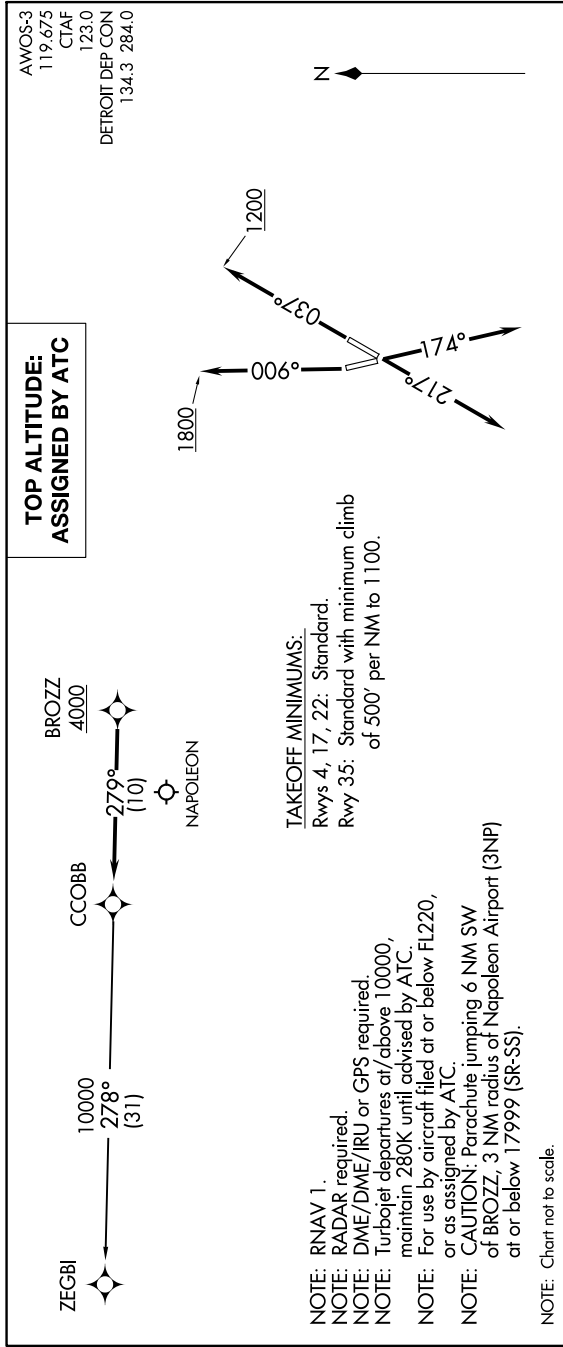 TOP ALTITUDE:
ASSIGNED BY ATC
AWOS-3
119.675
CTAF
123.0
DETROIT DEP CON
134.3 284.0
ZEGBI
10000
278°
(31)
CCOBB
279°
(10)
BROZZ
4000
NAPOLEON
1800
1200
006°
037°
174°
217°
N
TAKEOFF MINIMUMS:
Rwys 4, 17, 22: Standard.
Rwy 35: Standard with minimum climb
of 500' per NM to 1100.
NOTE: RNAV 1.
NOTE: RADAR required.
NOTE: DME/DME/IRU or GPS required.
NOTE: Turbojet departures at/above 10000,
maintain 280K until advised by ATC.
NOTE: For use by aircraft filed at or below FL220,
or as assigned by ATC.
NOTE: CAUTION: Parachute jumping 6 NM SW
of BROZZ, 3 NM radius of Napoleon Airport (3NP)
at or below 17999 (SR-SS).
NOTE: Chart not to scale.